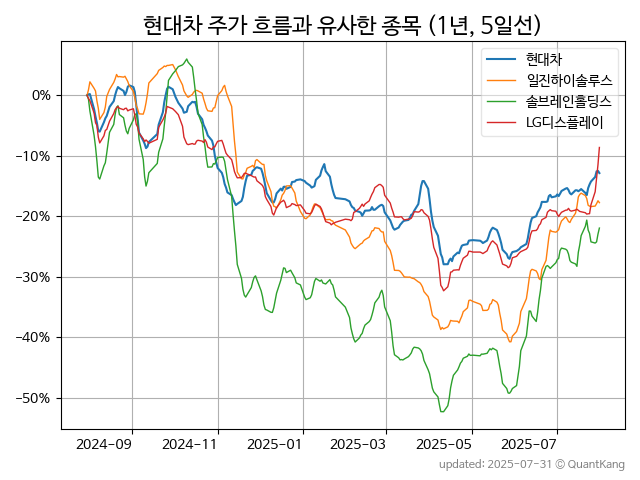 현대차 주가 흐름과 유사한 종목 (1년, 5일선)
현대차
일진하이솔루스
솔브레인홀딩스
LG디스플레이
0%
−10%
−20%
−30%
−40%
−50%
2024-09 2024-11 2025-01 2025-03 2025-05 2025-07
updated: 2025-07-31 © QuantKang